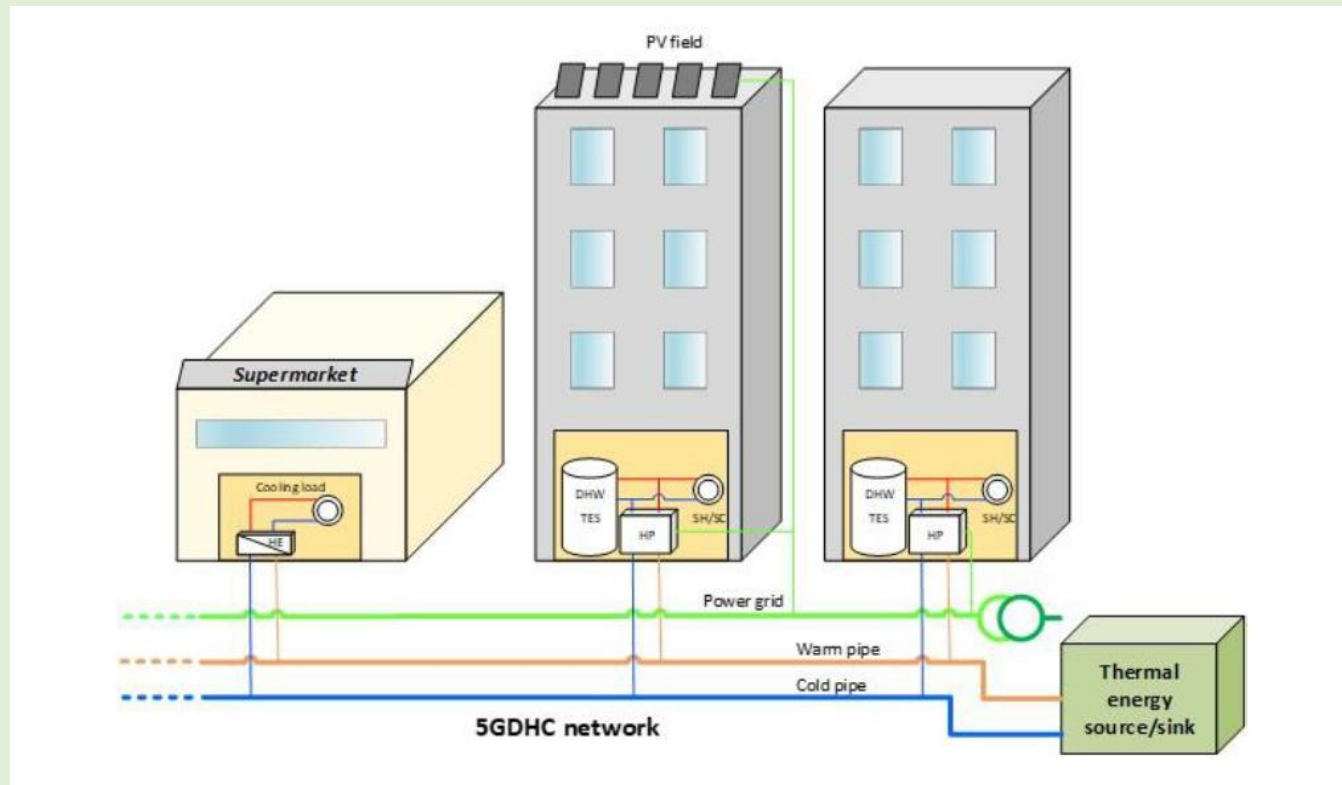 PV field
Supermarket
Cooling load
HE
DHW
TES
HP
SH/SC
DHW
TES
HP
SH/SC
Power grid
Warm pipe
Cold pipe
5GDHC network
Thermal
energy
source/sink